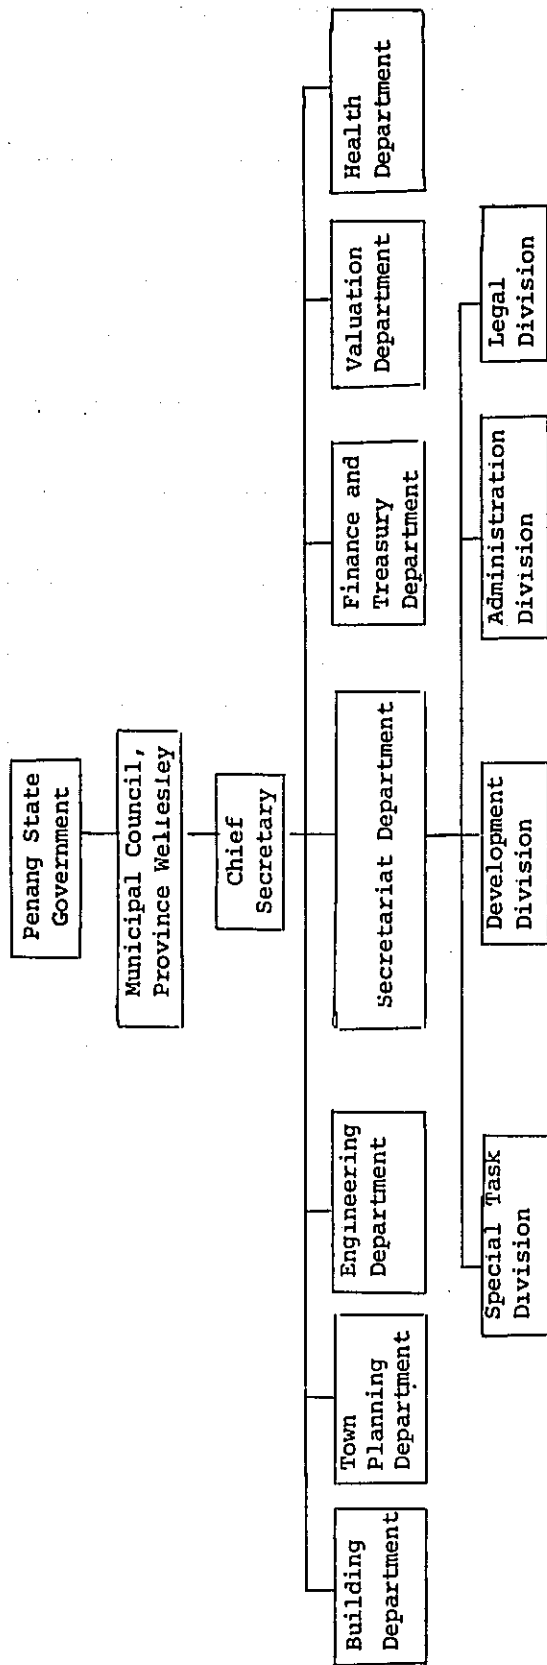 Penang State
Government
Municipal Council,
Province Wellesley
Chief
Secretary
Building
Department
Town
Planning
Department
Engineering
Department
Secretariat Department
Finance and
Treasury
Department
Valuation
Department
Health
Department
Special Task
Division
Development
Division
Administration
Division
Legal
Division